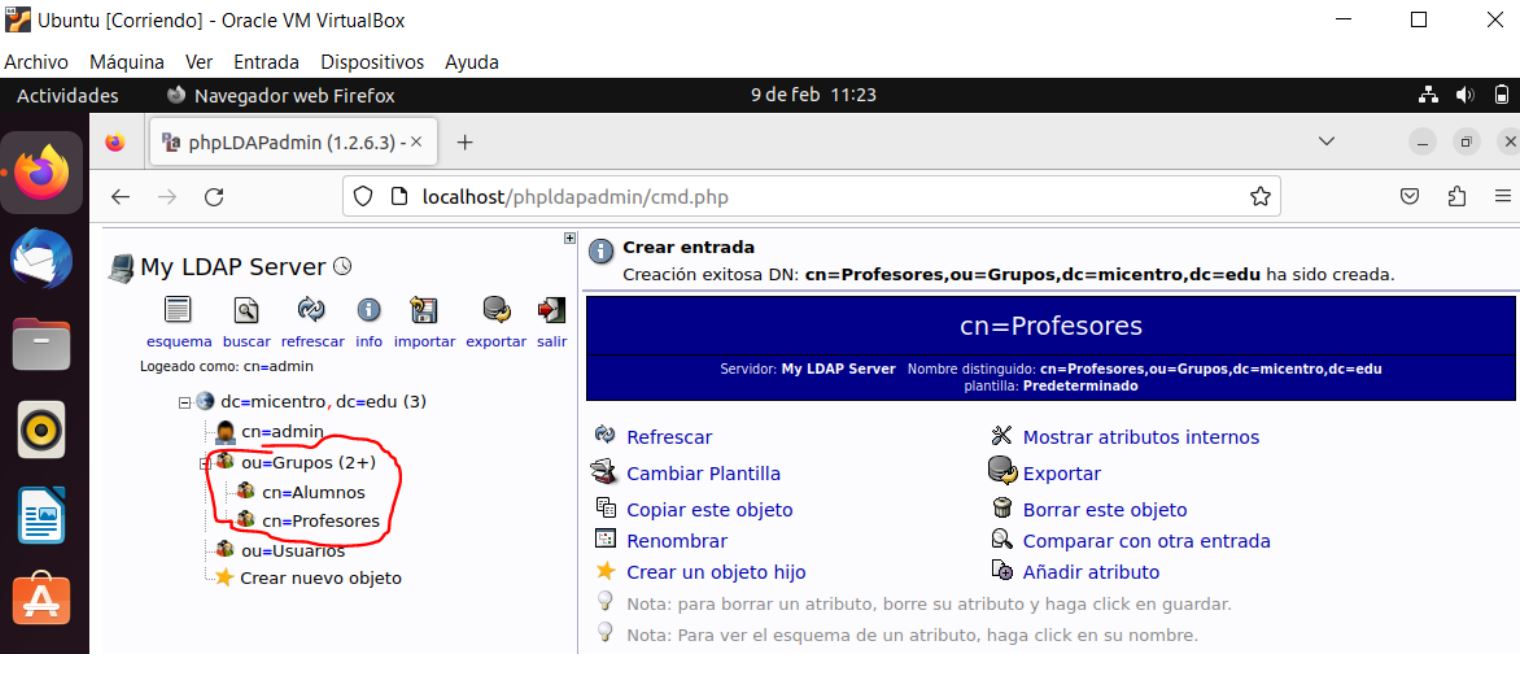 Ubuntu [Corriendo] - Oracle VM VirtualBox
Archivo Máquina Ver Entrada Dispositivos Ayuda
Actividades Navegador web Firefox 9 de feb 11:23
phpLDAPadmin (1.2.6.3) -
localhost/phpldapadmin/cmd.php
My LDAP Server
esquema buscar refrescar info importar exportar salir
Logeado como: cn=admin
dc=micentro, dc=edu (3)
cn=admin
ou=Grupos (2+)
cn=Alumnos
cn=Profesores
ou=Usuarios
Crear nuevo objeto
Crear entrada
Creación exitosa DN: cn=Profesores,ou=Grupos,dc=micentro,dc=edu ha sido creada.
cn=Profesores
Servidor: My LDAP Server Nombre distinguido: cn=Profesores,ou=Grupos,dc=micentro,dc=edu
plantilla: Predeterminado
Refrescar Mostrar atributos internos
Cambiar Plantilla Exportar
Copiar este objeto Borrar este objeto
Renombrar Comparar con otra entrada
Crear un objeto hijo Añadir atributo
Nota: para borrar un atributo, borre su atributo y haga click en guardar.
Nota: Para ver el esquema de un atributo, haga click en su nombre.